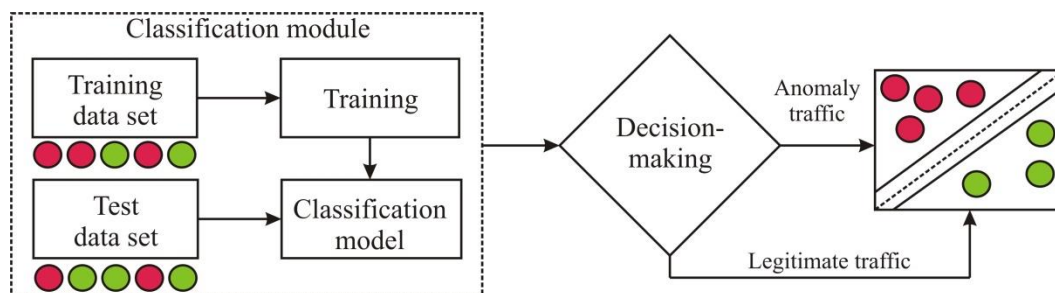 Classification module
Training
data set
Training
Test
data set
Classification
model
Decision-
making
Anomaly
traffic
Legitimate traffic